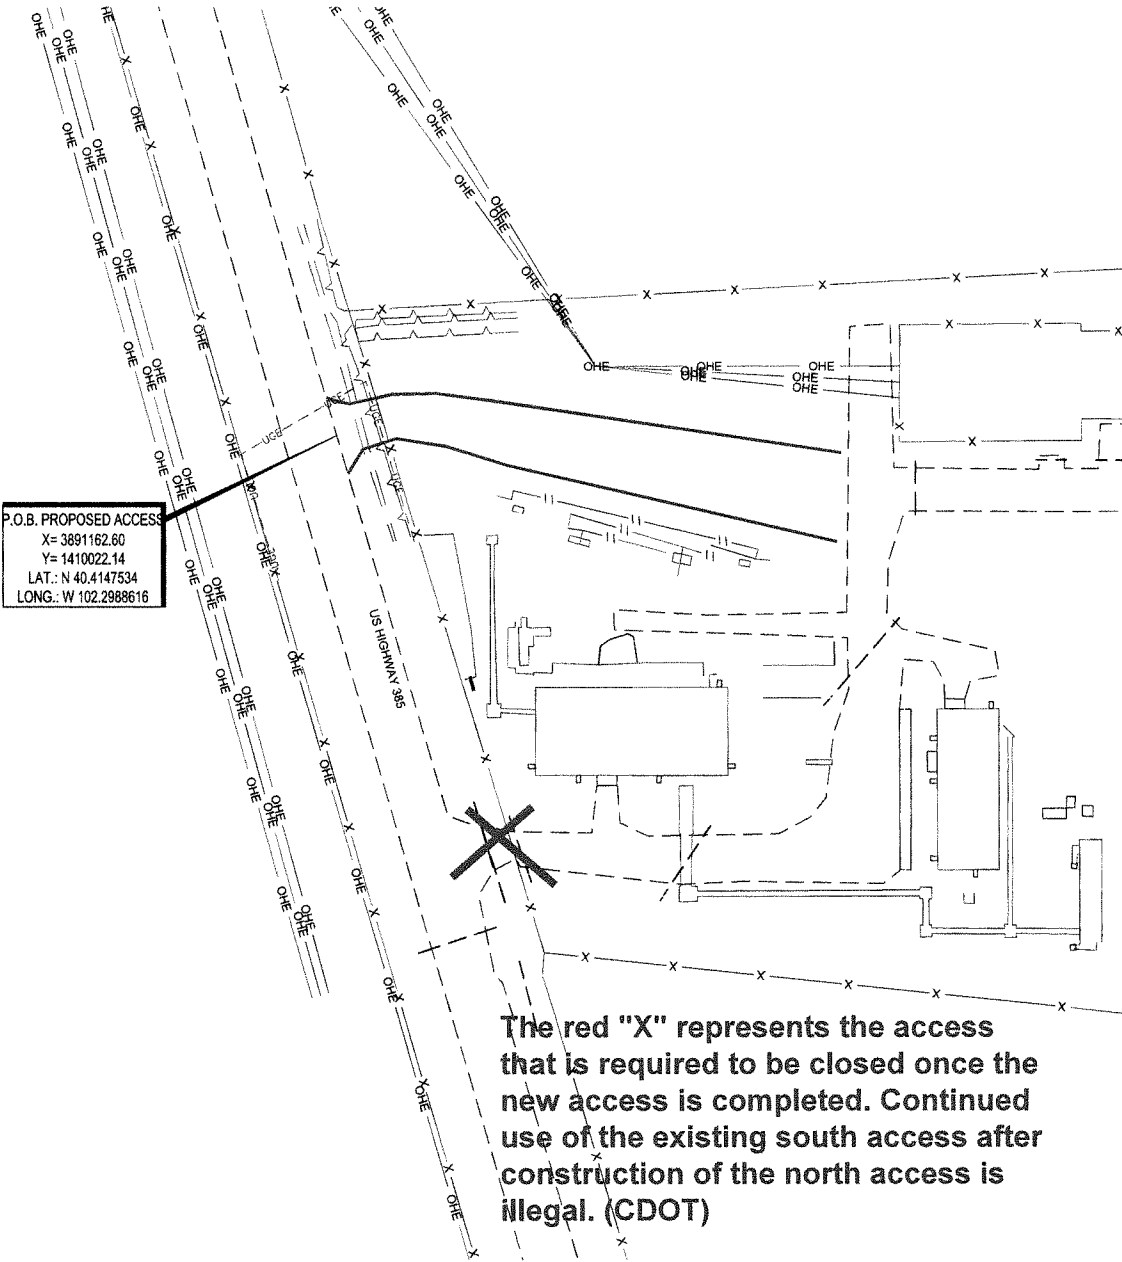 P.O.B. PROPOSED ACCESS
X= 3891162.60
Y= 1410022.14
LAT.: N 40.4147534
LONG.: W 102.2988616
US HIGHWAY 385
OHE
UGE
The red "X" represents the access
that is required to be closed once the
new access is completed. Continued
use of the existing south access after
construction of the north access is
illegal. (CDOT)